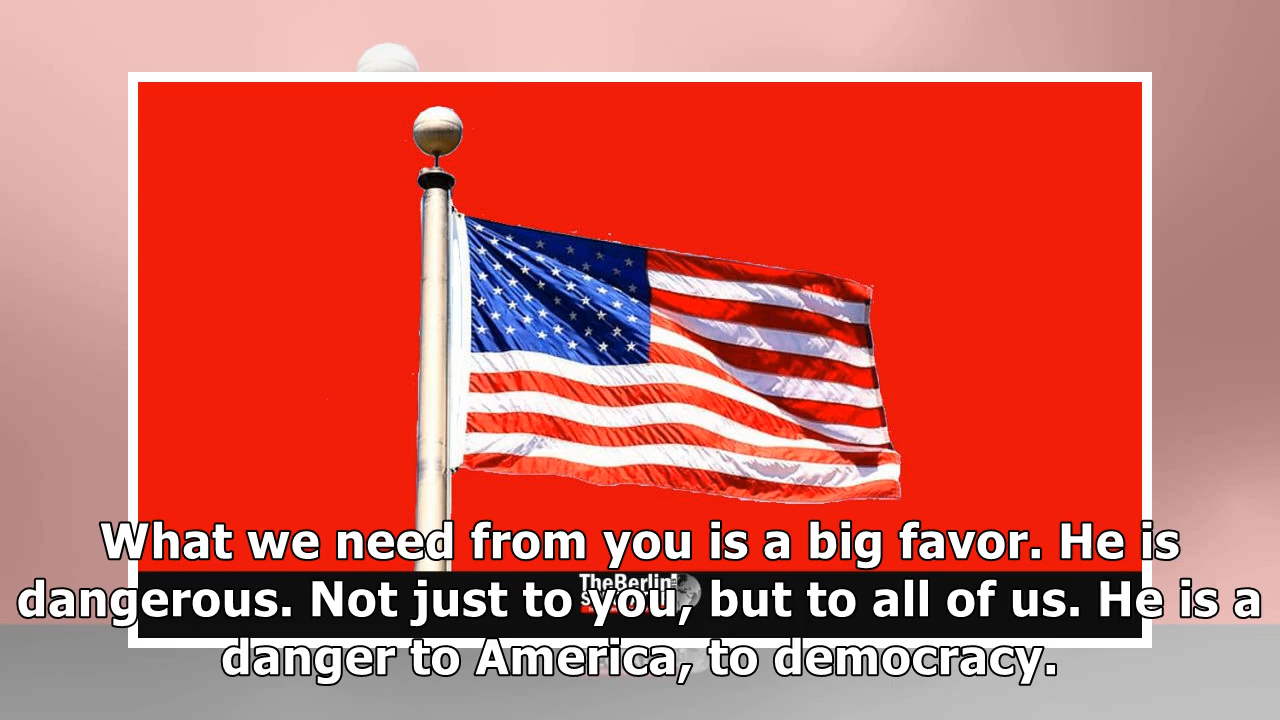 What we need from you is a big favor. He is
dangerous. Not just to you, but to all of us. He is a
danger to America, to democracy.
TheBerlin